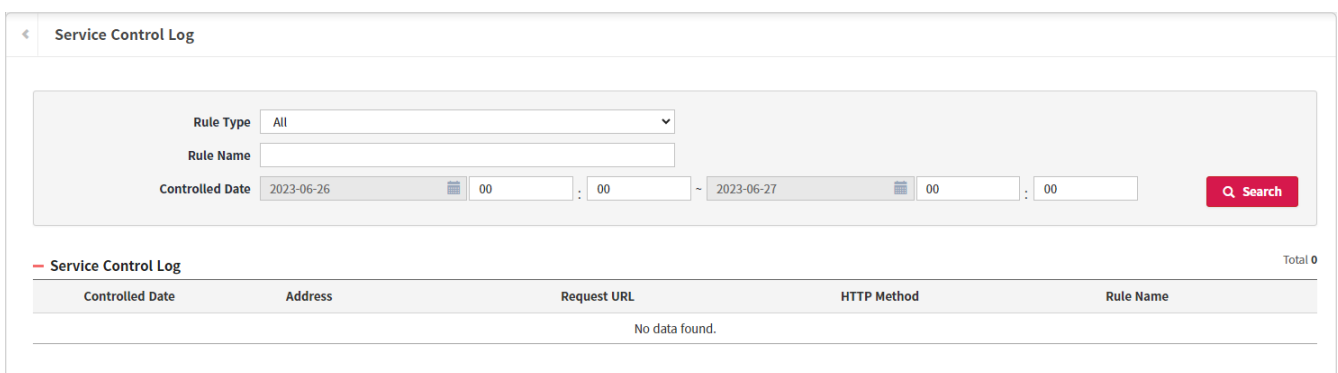 Service Control Log
Rule Type All
Rule Name
Controlled Date 2023-06-26 00 : 00 ~ 2023-06-27 00 : 00 Search
Service Control Log Total 0
Controlled Date Address Request URL HTTP Method Rule Name
No data found.